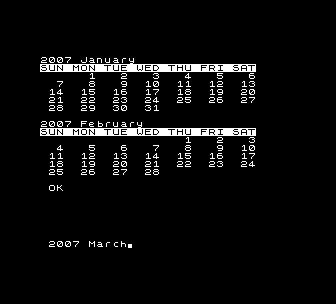 2007 January
SUN MON TUE WED THU FRI SAT
1 2 3 4 5 6
7 8 9 10 11 12 13
14 15 16 17 18 19 20
21 22 23 24 25 26 27
28 29 30 31
2007 February
SUN MON TUE WED THU FRI SAT
1 2 3
4 5 6 7 8 9 10
11 12 13 14 15 16 17
18 19 20 21 22 23 24
25 26 27 28
OK
2007 March